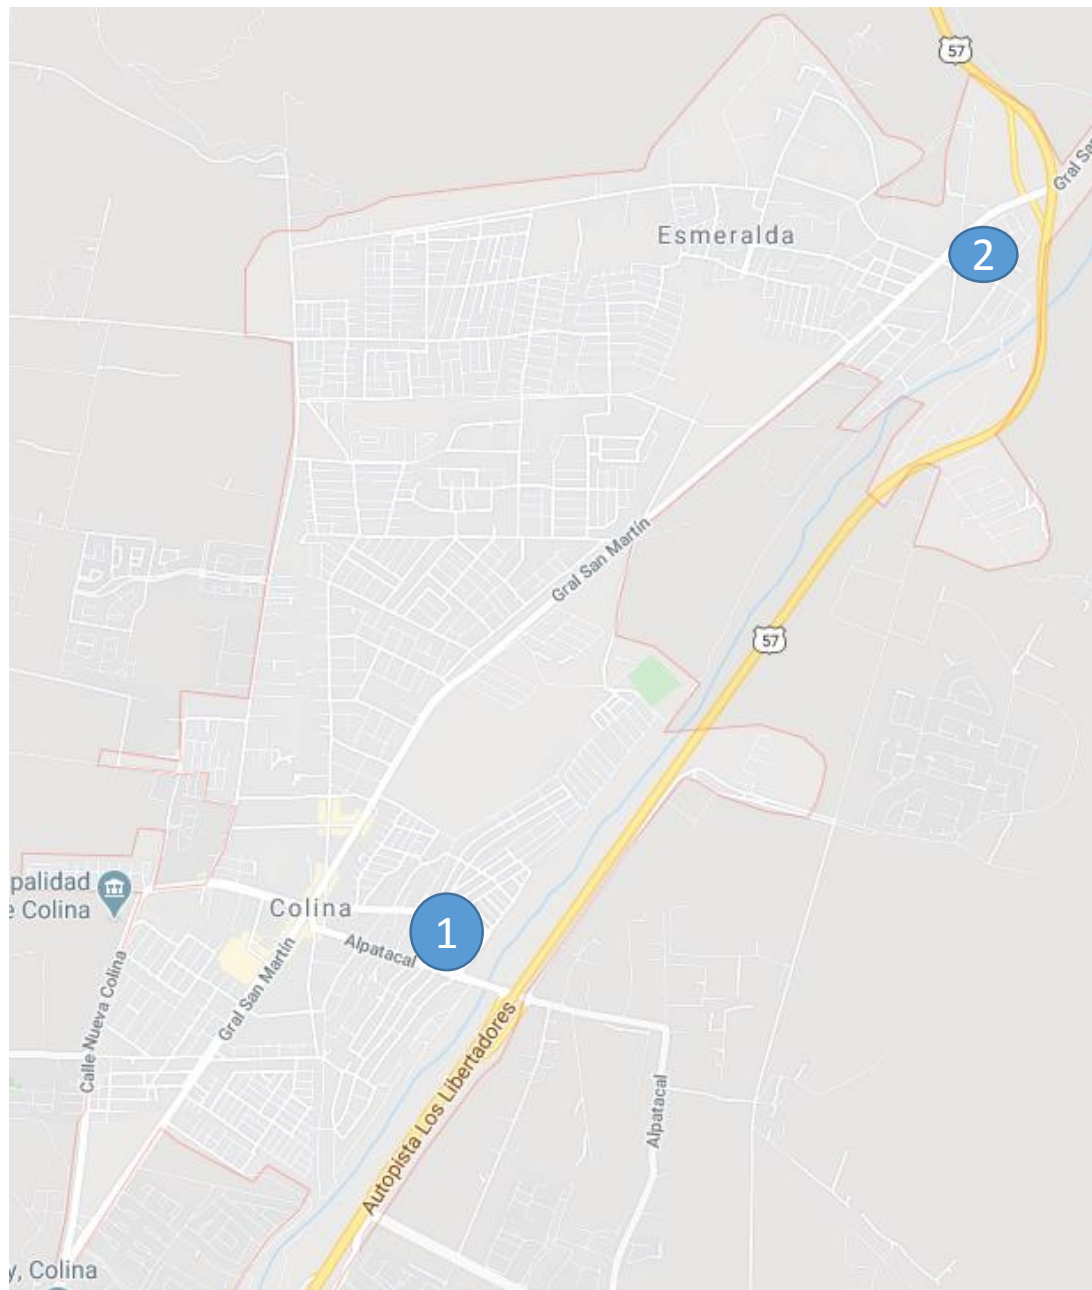 57
Gral Sa
Esmeralda
2
Gral San Martín
57
palidad
e Colina
Colina
1
Alpatacal
Gral San Martín
Calle Nueva Colina
Autopista Los Libertadores
Alpatacal
y, Colina